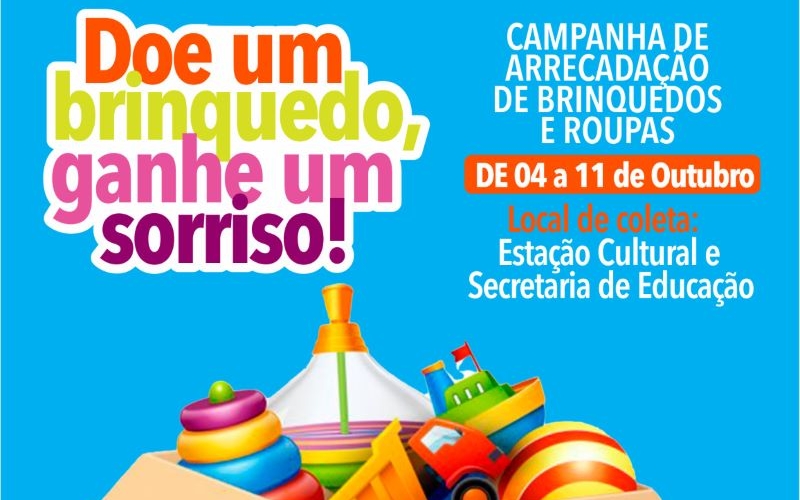 Doe um
brinquedo,
ganhe um
sorriso!
CAMPANHA DE
ARRECADAÇÃO
DE BRINQUEDOS
E ROUPAS
DE 04 a 11 de Outubro
Local de coleta:
Estação Cultural e
Secretaria de Educação